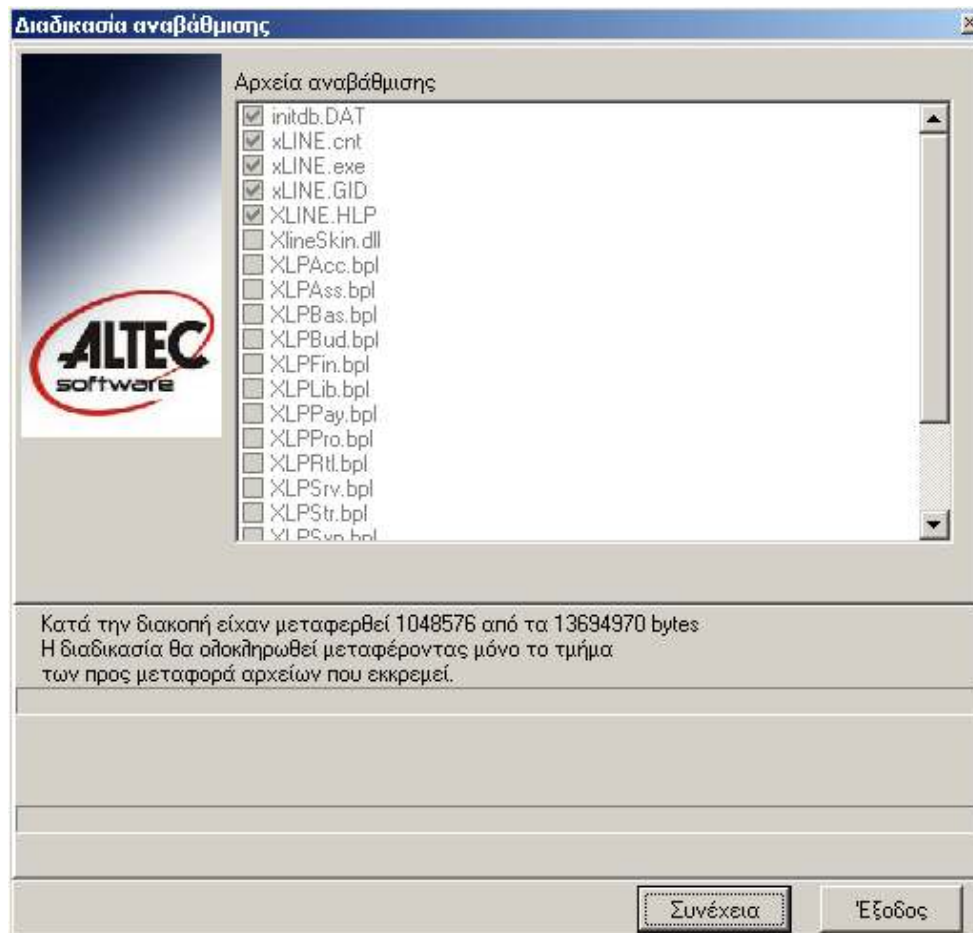 Διαδικασία αναβάθμισης
Αρχεία αναβάθμισης
initdb.DAT
xLINE.cnt
xLINE.exe
xLINE.GID
XLINE.HLP
XlineSkin.dll
XLPAcc.bpl
XLPAss.bpl
XLPBas.bpl
XLPBud.bpl
XLPFin.bpl
XLPLib.bpl
XLPPay.bpl
XLPPro.bpl
XLPRtl.bpl
XLPSrv.bpl
XLPStr.bpl
XLPSyn.bpl
ALTEC
software
Κατά την διακοπή είχαν μεταφερθεί 1048576 από τα 13694970 bytes
Η διαδικασία θα ολοκληρωθεί μεταφέροντας μόνο το τμήμα
των προς μεταφορά αρχείων που εκκρεμεί.
Συνέχεια
Έξοδος